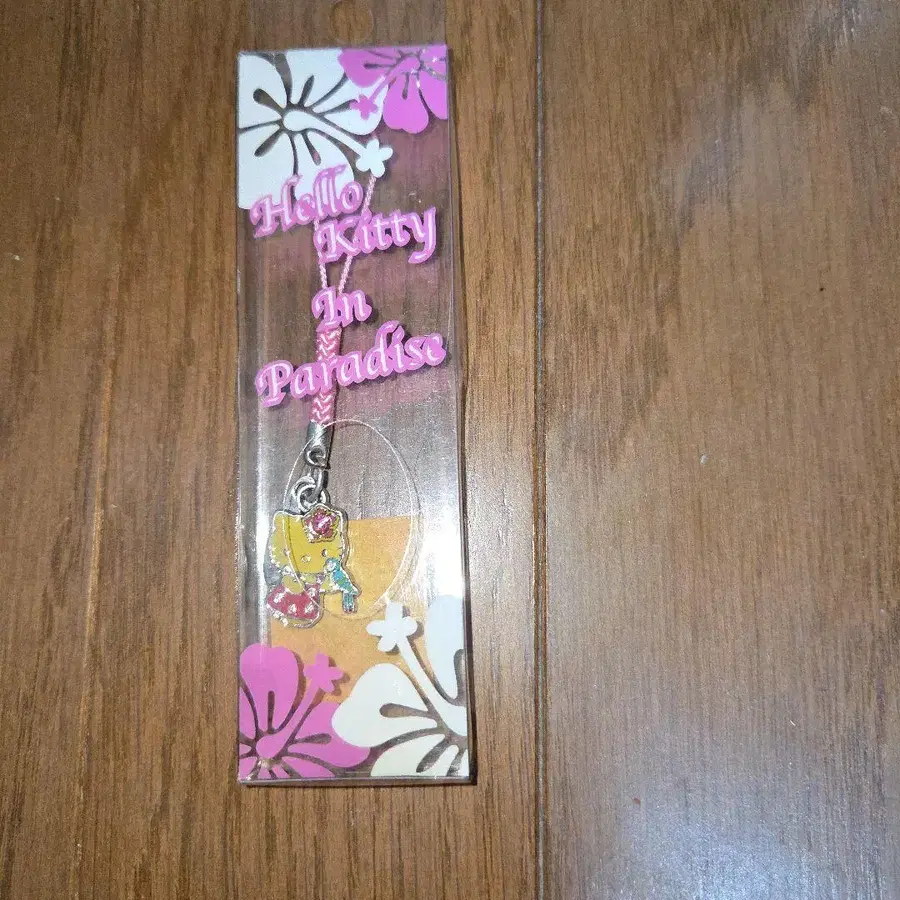 Hello
Kitty
In
Paradise